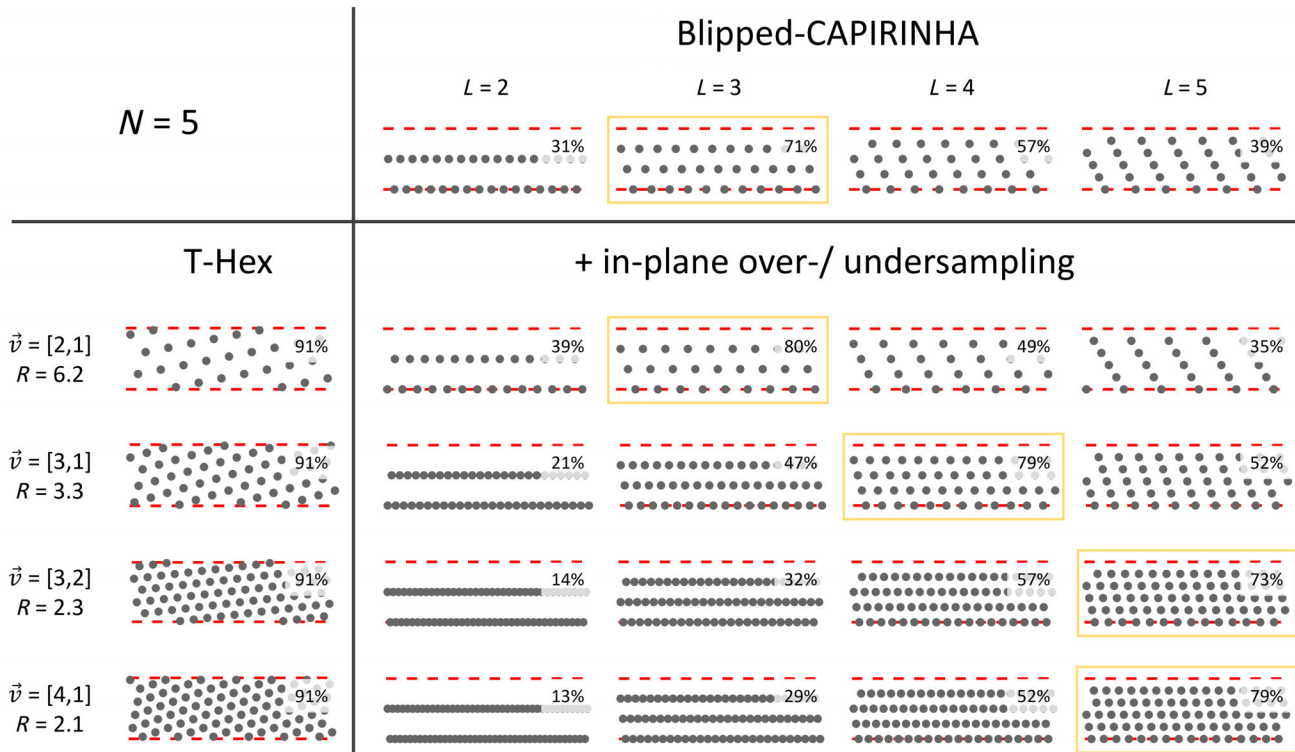 Blipped-CAPIRINHA
N = 5
L = 2 L = 3 L = 4 L = 5
31% 71% 57% 39%
T-Hex + in-plane over-/ undersampling
v⃗ = [2,1]
R = 6.2
91% 39% 80% 49% 35%
v⃗ = [3,1]
R = 3.3
91% 21% 47% 79% 52%
v⃗ = [3,2]
R = 2.3
91% 14% 32% 57% 73%
v⃗ = [4,1]
R = 2.1
91% 13% 29% 52% 79%